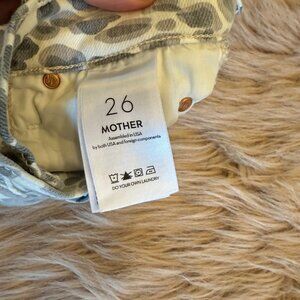 26
MOTHER
Assembled in USA
by both USA and foreign components
DO YOUR OWN LAUNDRY